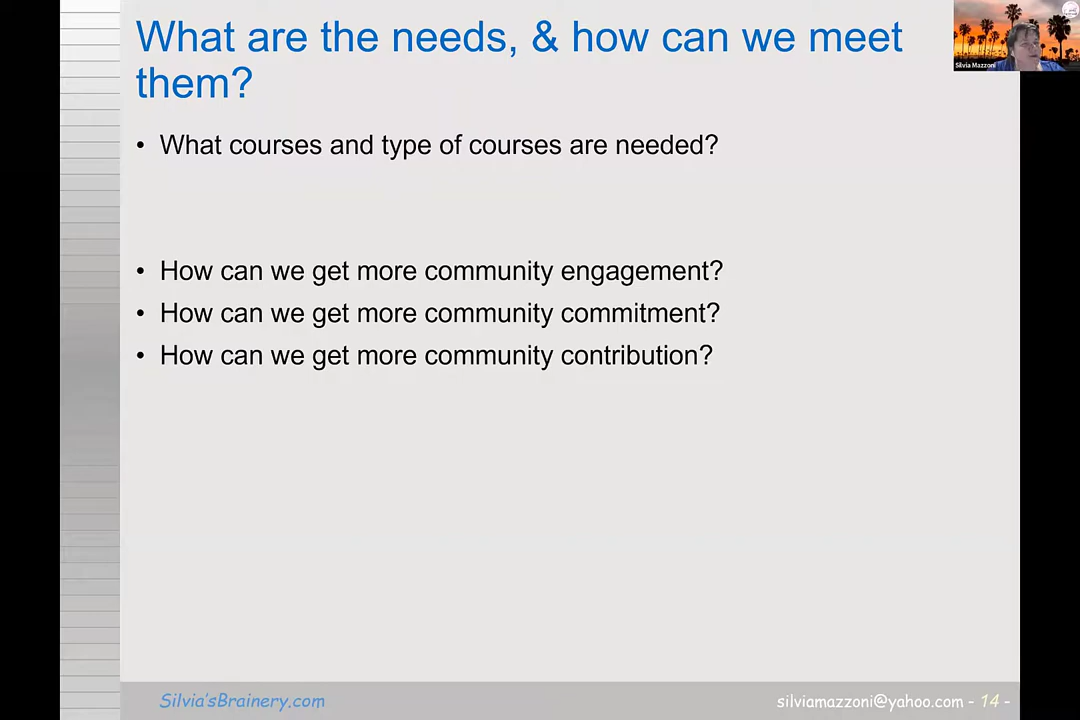 What are the needs, & how can we meet
them?
Silvia Mazzoni
• What courses and type of courses are needed?
• How can we get more community engagement?
• How can we get more community commitment?
• How can we get more community contribution?
Silvia'sBrainery.com
silviamazzoni@yahoo.com - 14 -